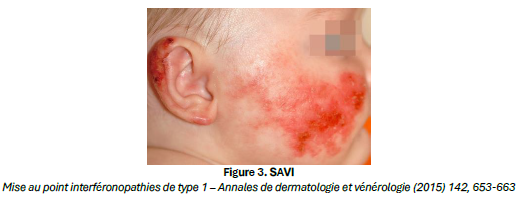 Figure 3. SAVI
Mise au point interféronopathies de type 1 – Annales de dermatologie et vénérologie (2015) 142, 653-663